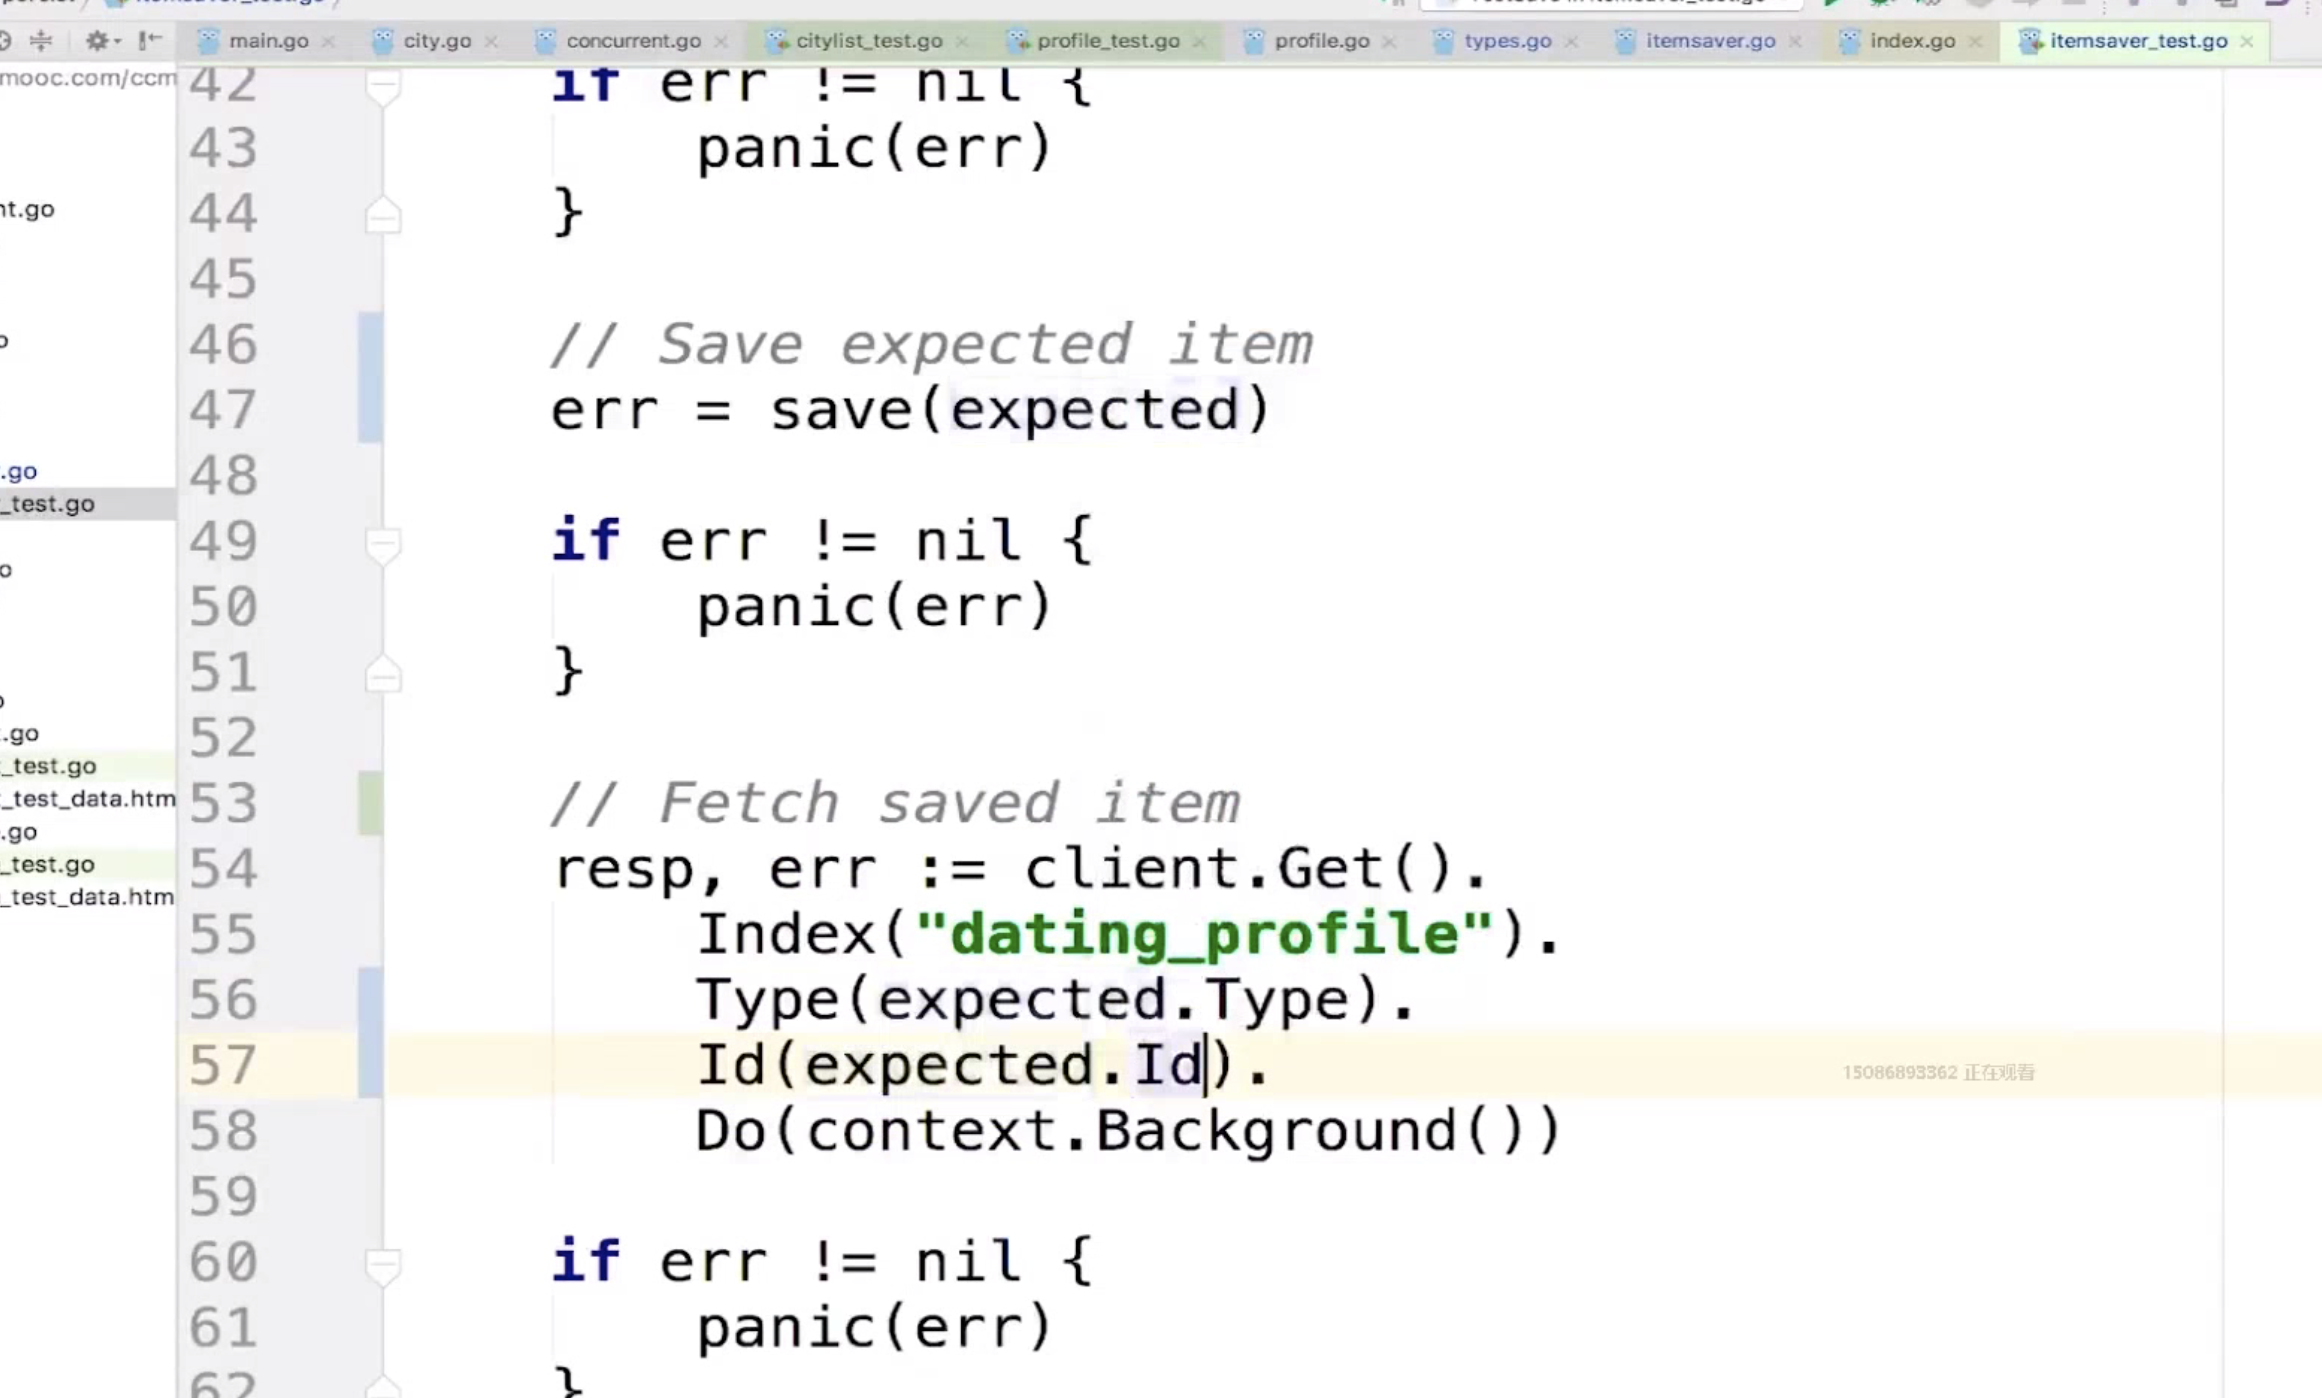 main.go city.go concurrent.go citylist_test.go profile_test.go profile.go types.go itemsaver.go index.go itemsaver_test.go
mooc.com/ccm
42 if err != nil {
43 panic(err)
nt.go
44 }
45
46 // Save expected item
47 err = save(expected)
.go
48
_test.go
49 if err != nil {
50 panic(err)
51 }
52
.go
_test.go
_test_data.htm
53 // Fetch saved item
.go
_test.go
54 resp, err := client.Get().
_test_data.htm
55 Index("dating_profile").
56 Type(expected.Type).
57 Id(expected.Id).
15086893362 正在观看
58 Do(context.Background())
59
60 if err != nil {
61 panic(err)
62 }